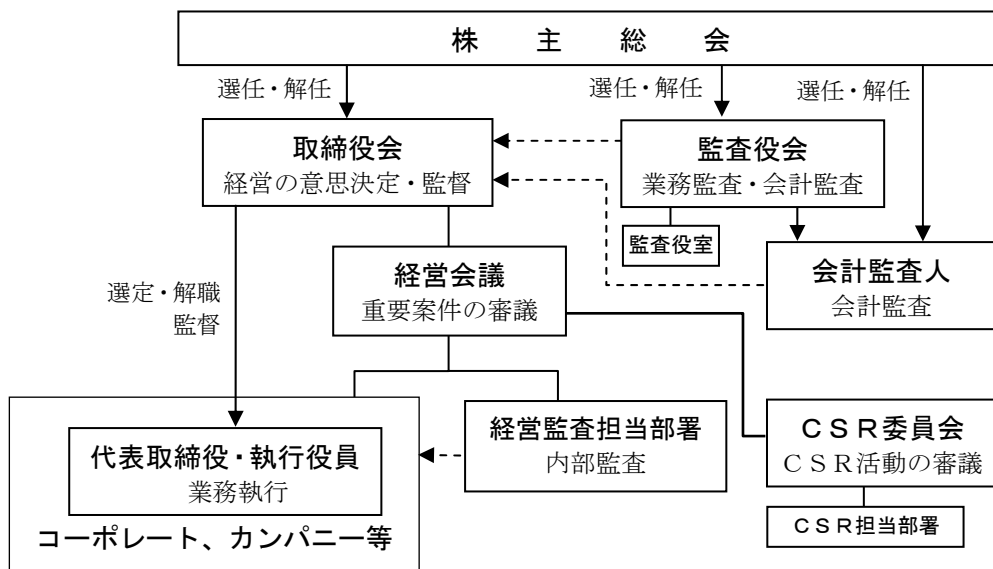 株主総会
選任・解任
選任・解任
選任・解任
取締役会
経営の意思決定・監督
監査役会
業務監査・会計監査
監査役室
会計監査人
会計監査
経営会議
重要案件の審議
選定・解職
監督
代表取締役・執行役員
業務執行
コーポレート、カンパニー等
経営監査担当部署
内部監査
ＣＳＲ委員会
ＣＳＲ活動の審議
ＣＳＲ担当部署